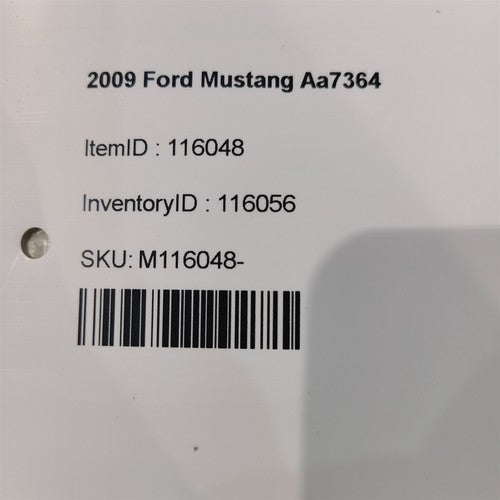 2009 Ford Mustang Aa7364
ItemID : 116048
InventoryID : 116056
SKU: M116048-